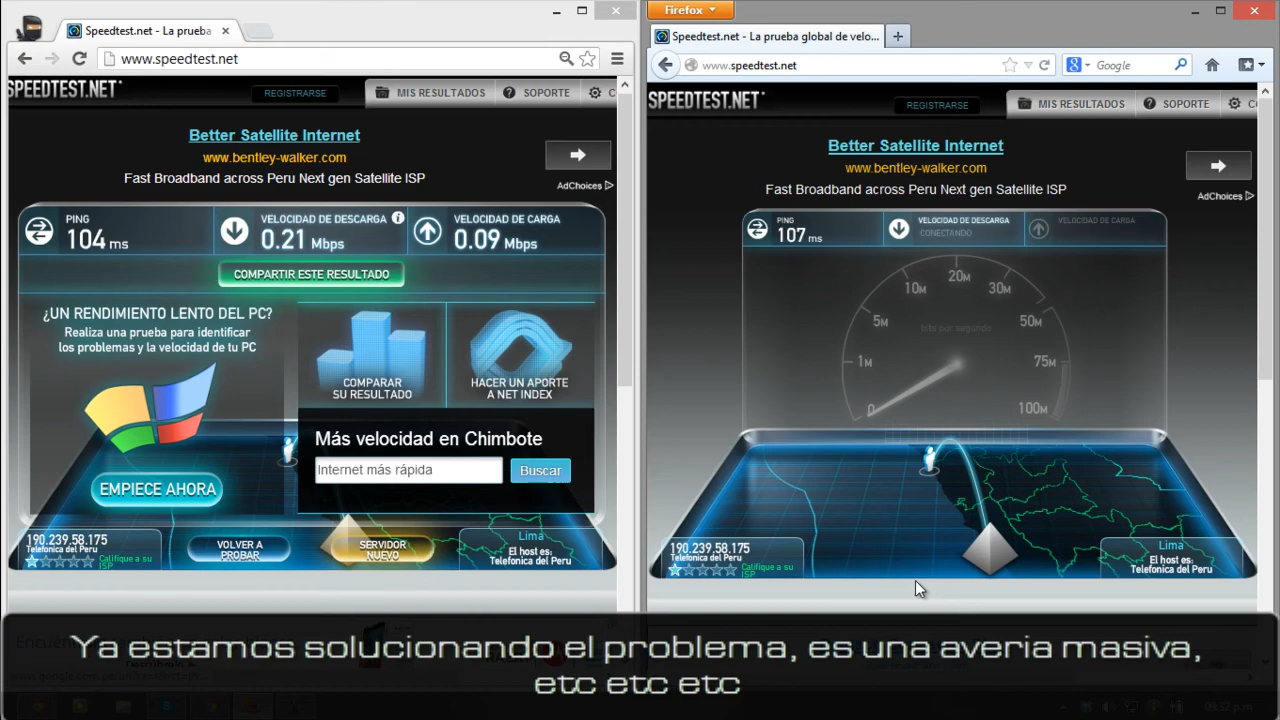 Speedtest.net - La prueba
www.speedtest.net
SPEEDTEST.NET
REGISTRARSE
MIS RESULTADOS
SOPORTE
C
Better Satellite Internet
www.bentley-walker.com
Fast Broadband across Peru Next gen Satellite ISP
AdChoices
PING
104 ms
VELOCIDAD DE DESCARGA
0.21 Mbps
VELOCIDAD DE CARGA
0.09 Mbps
COMPARTIR ESTE RESULTADO
¿UN RENDIMIENTO LENTO DEL PC?
Realiza una prueba para identificar
los problemas y la velocidad de tu PC
EMPIECE AHORA
COMPARAR
SU RESULTADO
HACER UN APORTE
A NET INDEX
Más velocidad en Chimbote
Internet más rápida
Buscar
190.239.58.175
Telefonica del Peru
Califique a su
ISP
VOLVER A
PROBAR
SERVIDOR
NUEVO
Lima
El host es:
Telefonica del Peru
Firefox
Speedtest.net - La prueba global de velo...
www.speedtest.net
Google
SPEEDTEST.NET
REGISTRARSE
MIS RESULTADOS
SOPORTE
CO
Better Satellite Internet
www.bentley-walker.com
Fast Broadband across Peru Next gen Satellite ISP
AdChoices
PING
107 ms
VELOCIDAD DE DESCARGA
CONECTANDO
VELOCIDAD DE CARGA
0
1M
5M
10M
20M
30M
50M
75M
100M
bits por segundo
190.239.58.175
Telefonica del Peru
Califique a su
ISP
Lima
El host es:
Telefonica del Peru
Ya estamos solucionando el problema, es una averia masiva,
etc etc etc